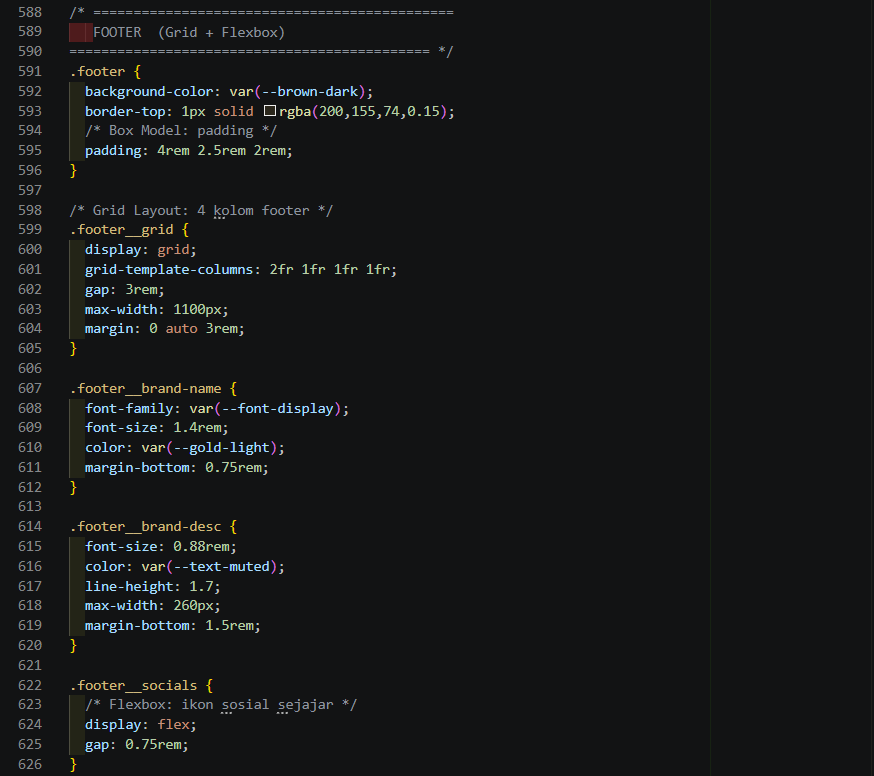 588 /* =============================================
589    FOOTER  (Grid + Flexbox)
590 ============================================= */
591 .footer {
592   background-color: var(--brown-dark);
593   border-top: 1px solid rgba(200,155,74,0.15);
594   /* Box Model: padding */
595   padding: 4rem 2.5rem 2rem;
596 }
597
598 /* Grid Layout: 4 kolom footer */
599 .footer__grid {
600   display: grid;
601   grid-template-columns: 2fr 1fr 1fr 1fr;
602   gap: 3rem;
603   max-width: 1100px;
604   margin: 0 auto 3rem;
605 }
606
607 .footer__brand-name {
608   font-family: var(--font-display);
609   font-size: 1.4rem;
610   color: var(--gold-light);
611   margin-bottom: 0.75rem;
612 }
613
614 .footer__brand-desc {
615   font-size: 0.88rem;
616   color: var(--text-muted);
617   line-height: 1.7;
618   max-width: 260px;
619   margin-bottom: 1.5rem;
620 }
621
622 .footer__socials {
623   /* Flexbox: ikon sosial sejajar */
624   display: flex;
625   gap: 0.75rem;
626 }